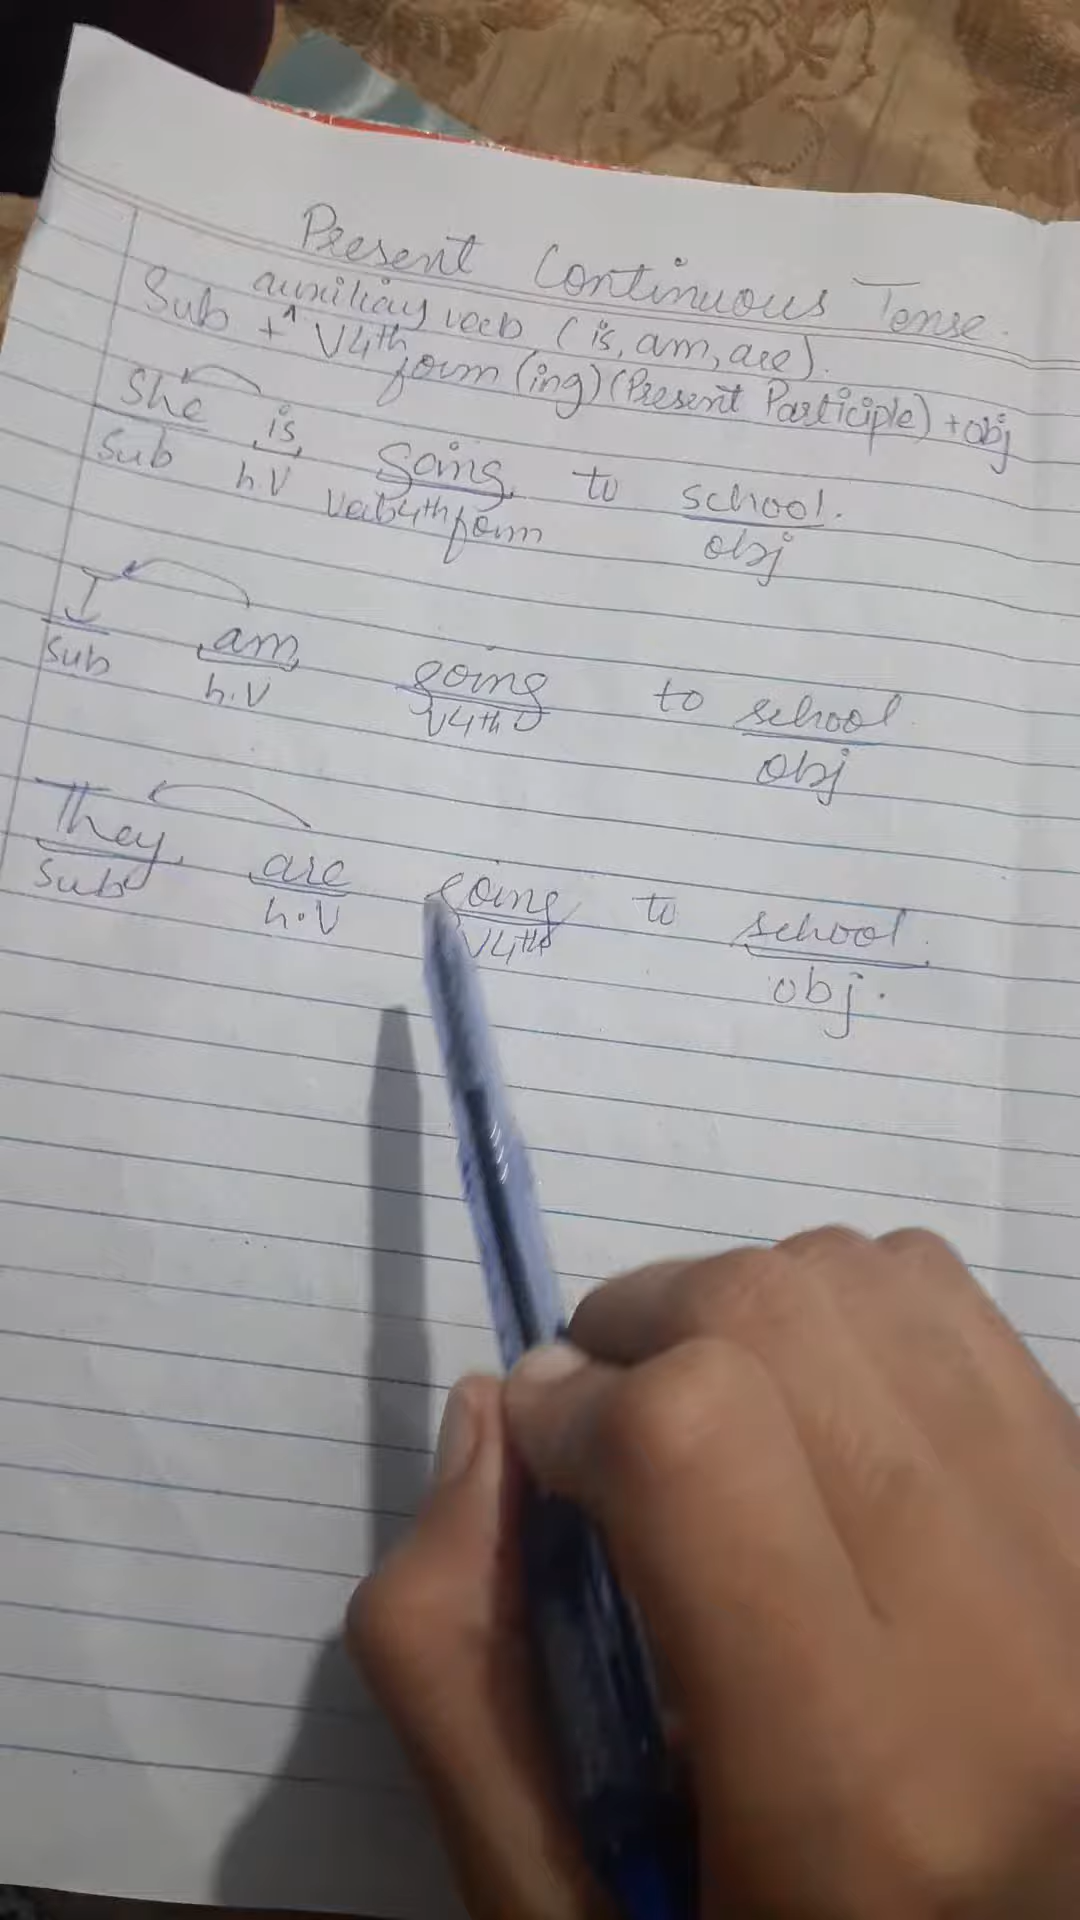 Present Continuous Tense.
auxiliary verb (is, am, are).
Sub + ^ V4th form (ing) (Present Participle) + obj
She is going to school.
Sub h.V Verb4th form obj
I am going to school
Sub h.V V4th obj
They are going to school.
Sub h.V V4th obj.